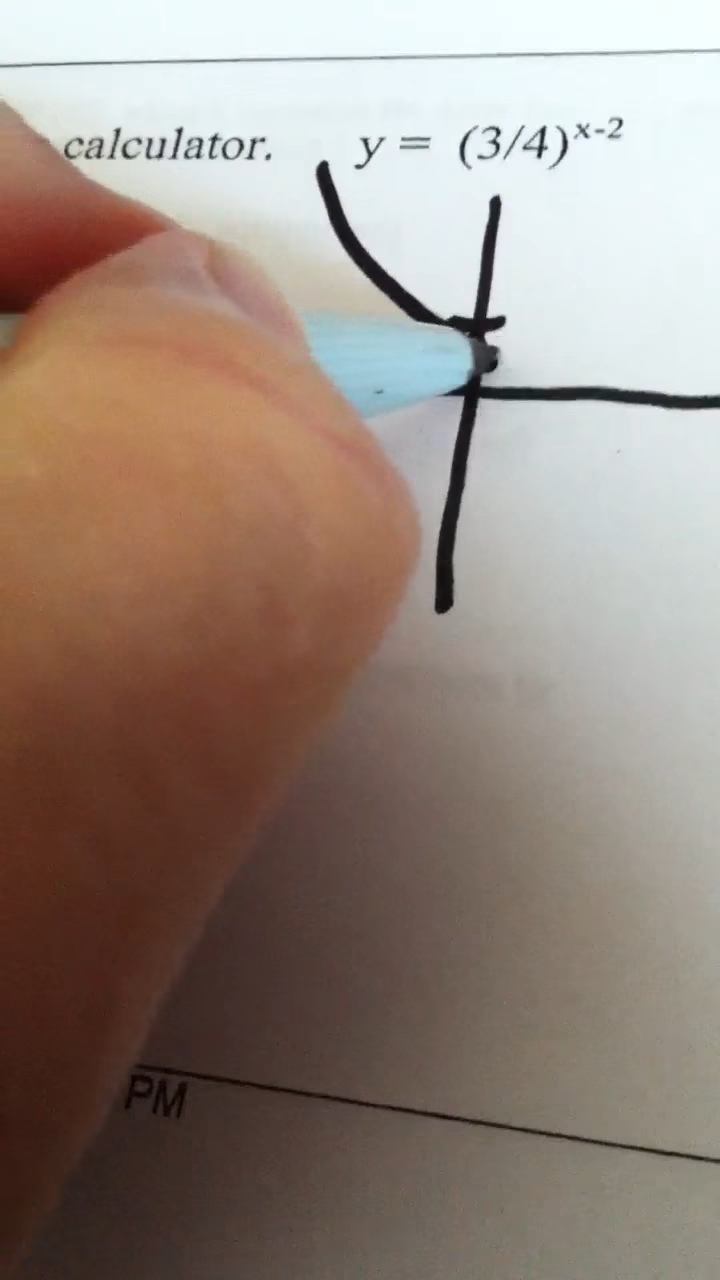 calculator. y = (3/4)ˣ⁻²
PM